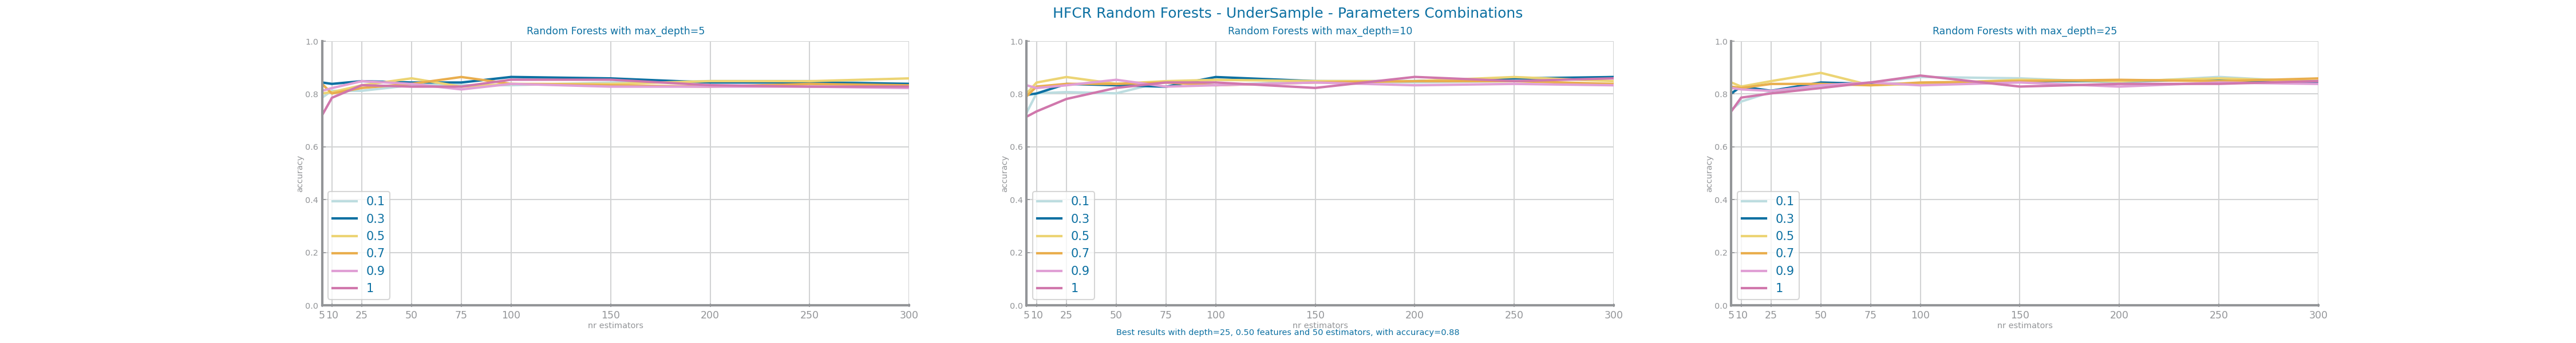 HFCR Random Forests - UnderSample - Parameters Combinations
Random Forests with max_depth=5
1.0
0.8
0.6
0.4
0.2
0.0
accuracy
0.1
0.3
0.5
0.7
0.9
1
5 10 25 50 75 100 150 200 250 300
nr estimators
Random Forests with max_depth=10
1.0
0.8
0.6
0.4
0.2
0.0
accuracy
0.1
0.3
0.5
0.7
0.9
1
5 10 25 50 75 100 150 200 250 300
nr estimators
Random Forests with max_depth=25
1.0
0.8
0.6
0.4
0.2
0.0
accuracy
0.1
0.3
0.5
0.7
0.9
1
5 10 25 50 75 100 150 200 250 300
nr estimators
Best results with depth=25, 0.50 features and 50 estimators, with accuracy=0.88